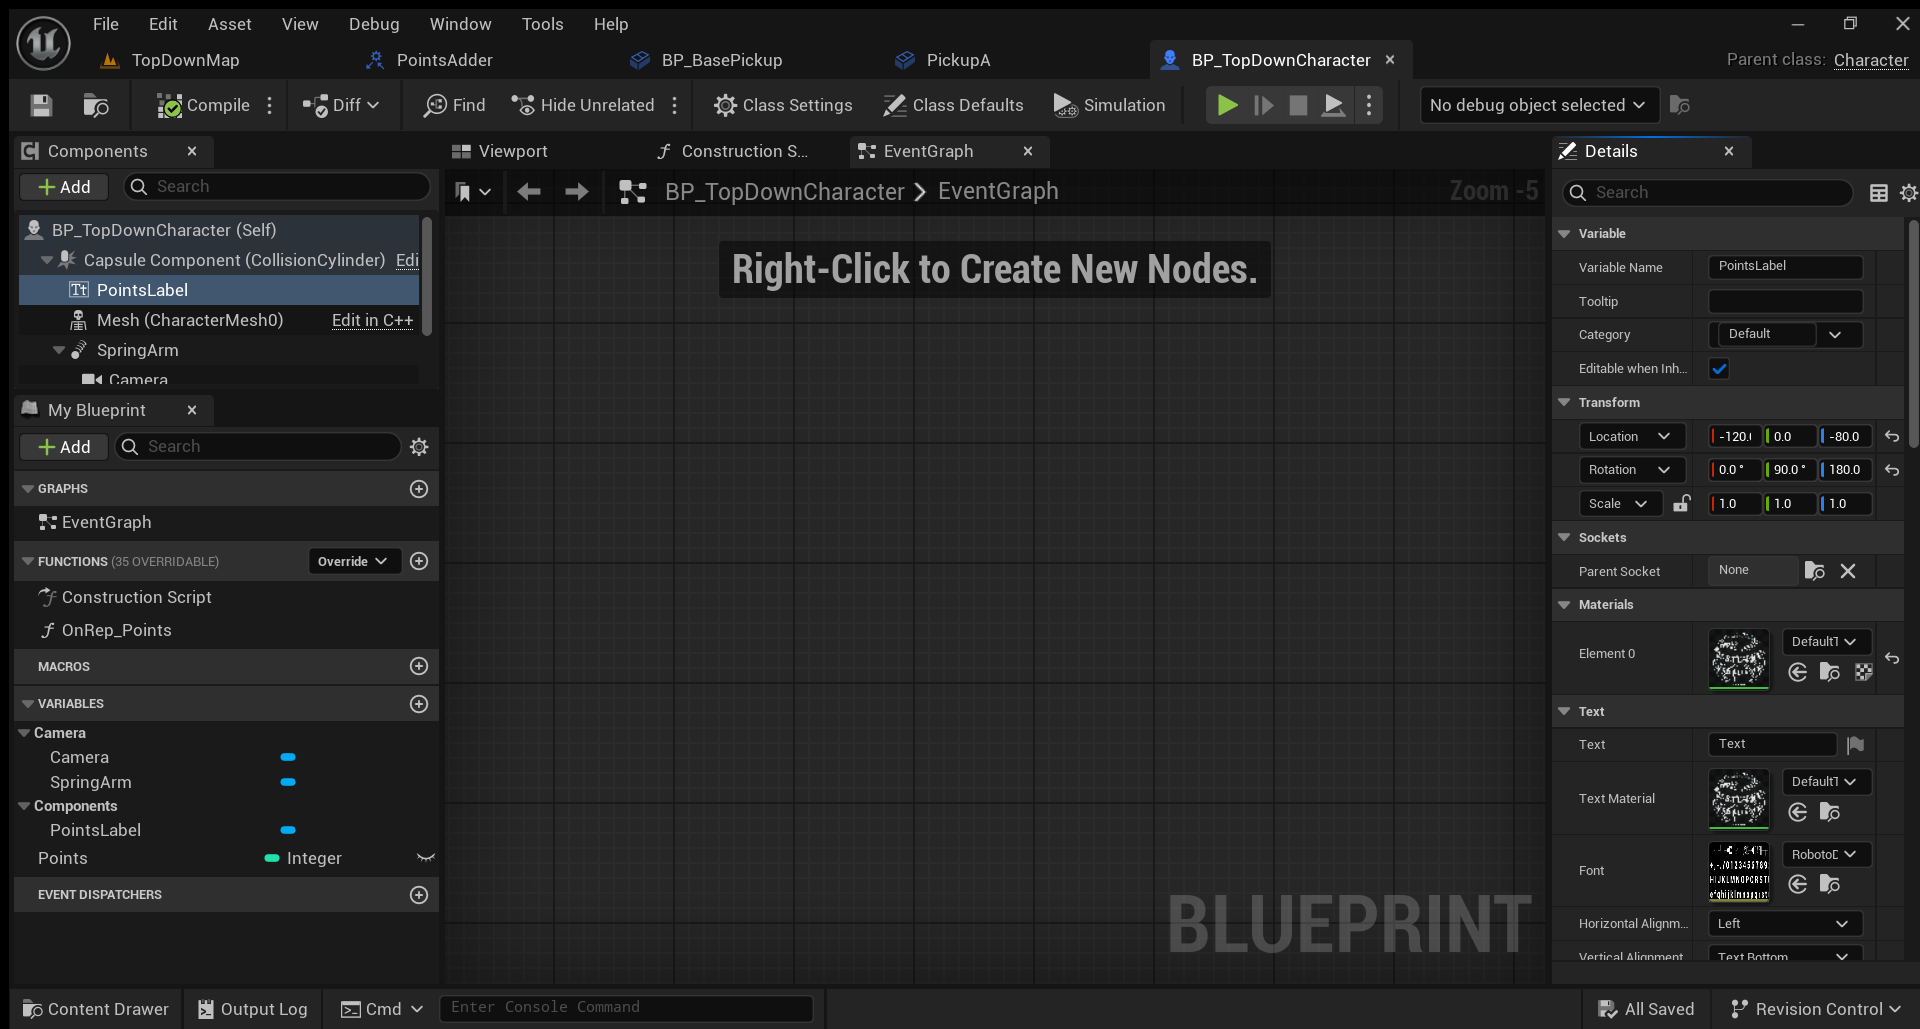 File Edit Asset View Debug Window Tools Help
TopDownMap PointsAdder BP_BasePickup PickupA BP_TopDownCharacter Parent class: Character
Compile Diff Find Hide Unrelated Class Settings Class Defaults Simulation No debug object selected
Components
Add Search
BP_TopDownCharacter (Self)
Capsule Component (CollisionCylinder) Edi
PointsLabel
Mesh (CharacterMesh0) Edit in C++
SpringArm
Camera
My Blueprint
Add Search
GRAPHS
EventGraph
FUNCTIONS (35 OVERRIDABLE) Override
Construction Script
OnRep_Points
MACROS
VARIABLES
Camera
Camera
SpringArm
Components
PointsLabel
Points Integer
EVENT DISPATCHERS
Viewport Construction S... EventGraph
BP_TopDownCharacter EventGraph Zoom -5
Right-Click to Create New Nodes.
BLUEPRINT
Details
Search
Variable
Variable Name PointsLabel
Tooltip
Category Default
Editable when Inh...
Transform
Location -120. 0.0 -80.0
Rotation 0.0 ° 90.0 ° 180.0
Scale 1.0 1.0 1.0
Sockets
Parent Socket None
Materials
Element 0 DefaultT
Text
Text Text
Text Material DefaultT
Font RobotoD
Horizontal Alignm... Left
Vertical Alignment Text Bottom
Content Drawer Output Log Cmd Enter Console Command All Saved Revision Control